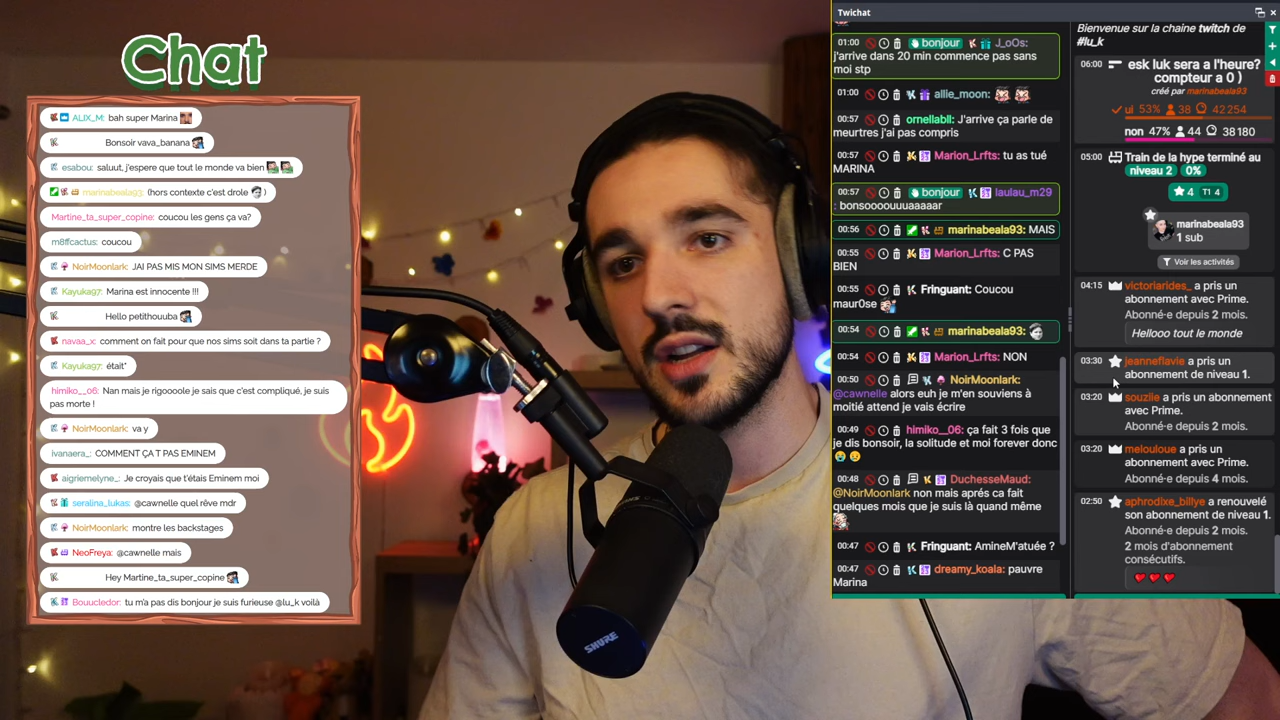 Chat
ALIX_M: bah super Marina
Bonsoir vava_banana
esabou: saluut, j'espere que tout le monde va bien
marinabeala93: (hors contexte c'est drole )
Martine_ta_super_copine: coucou les gens ça va?
m8ffcactus: coucou
NoirMoonlark: JAI PAS MIS MON SIMS MERDE
Kayuka97: Marina est innocente !!!
Hello petithouuba
navaa_x: comment on fait pour que nos sims soit dans ta partie ?
Kayuka97: était*
himiko__06: Nan mais je rigoooole je sais que c'est compliqué, je suis
pas morte !
NoirMoonlark: va y
ivanaera_: COMMENT ÇA T PAS EMINEM
aigriemelyne_: Je croyais que t'étais Eminem moi
seralina_lukas: @cawnelle quel rêve mdr
NoirMoonlark: montre les backstages
NeoFreya: @cawnelle mais
Hey Martine_ta_super_copine
Bouucledor: tu m'a pas dis bonjour je suis furieuse @lu_k voilà
SHURE
Twichat
01:00 bonjour J_oOs:
j'arrive dans 20 min commence pas sans
moi stp
01:00 allie_moon:
00:57 ornellabll: J'arrive ça parle de
meurtres j'ai pas compris
00:57 Marion_Lrfts: tu as tué
MARINA
00:57 bonjour laulau_m29
: bonsoooouuuaaaar
00:56 marinabeala93: MAIS
00:55 Marion_Lrfts: C PAS
BIEN
00:55 Fringuant: Coucou
maur0se
00:54 marinabeala93:
00:54 Marion_Lrfts: NON
00:50 NoirMoonlark:
@cawnelle alors euh je m'en souviens à
moitié attend je vais écrire
00:49 himiko__06: ça fait 3 fois que
je dis bonsoir, la solitude et moi forever donc
00:48 DuchesseMaud:
@NoirMoonlark non mais aprés ca fait
quelques mois que je suis là quand même
00:47 Fringuant: AmineM'atuée ?
00:47 dreamy_koala: pauvre
Marina
Bienvenue sur la chaine twitch de
#lu_k
06:00 esk luk sera a l'heure?
compteur a 0 )
créé par marinabeala93
ui 53% 38 42 254
non 47% 44 38 180
05:00 Train de la hype terminé au
niveau 2 0%
4 T1 4
marinabeala93
1 sub
Voir les activités
04:15 victoriarides_ a pris un
abonnement avec Prime.
Abonné·e depuis 2 mois.
Hellooo tout le monde
03:30 jeanneflavie a pris un
abonnement de niveau 1.
03:20 souziie a pris un abonnement
avec Prime.
Abonné·e depuis 2 mois.
03:20 melouloue a pris un
abonnement avec Prime.
Abonné·e depuis 4 mois.
02:50 aphrodixe_billye a renouvelé
son abonnement de niveau 1.
Abonné·e depuis 2 mois.
2 mois d'abonnement
consécutifs.